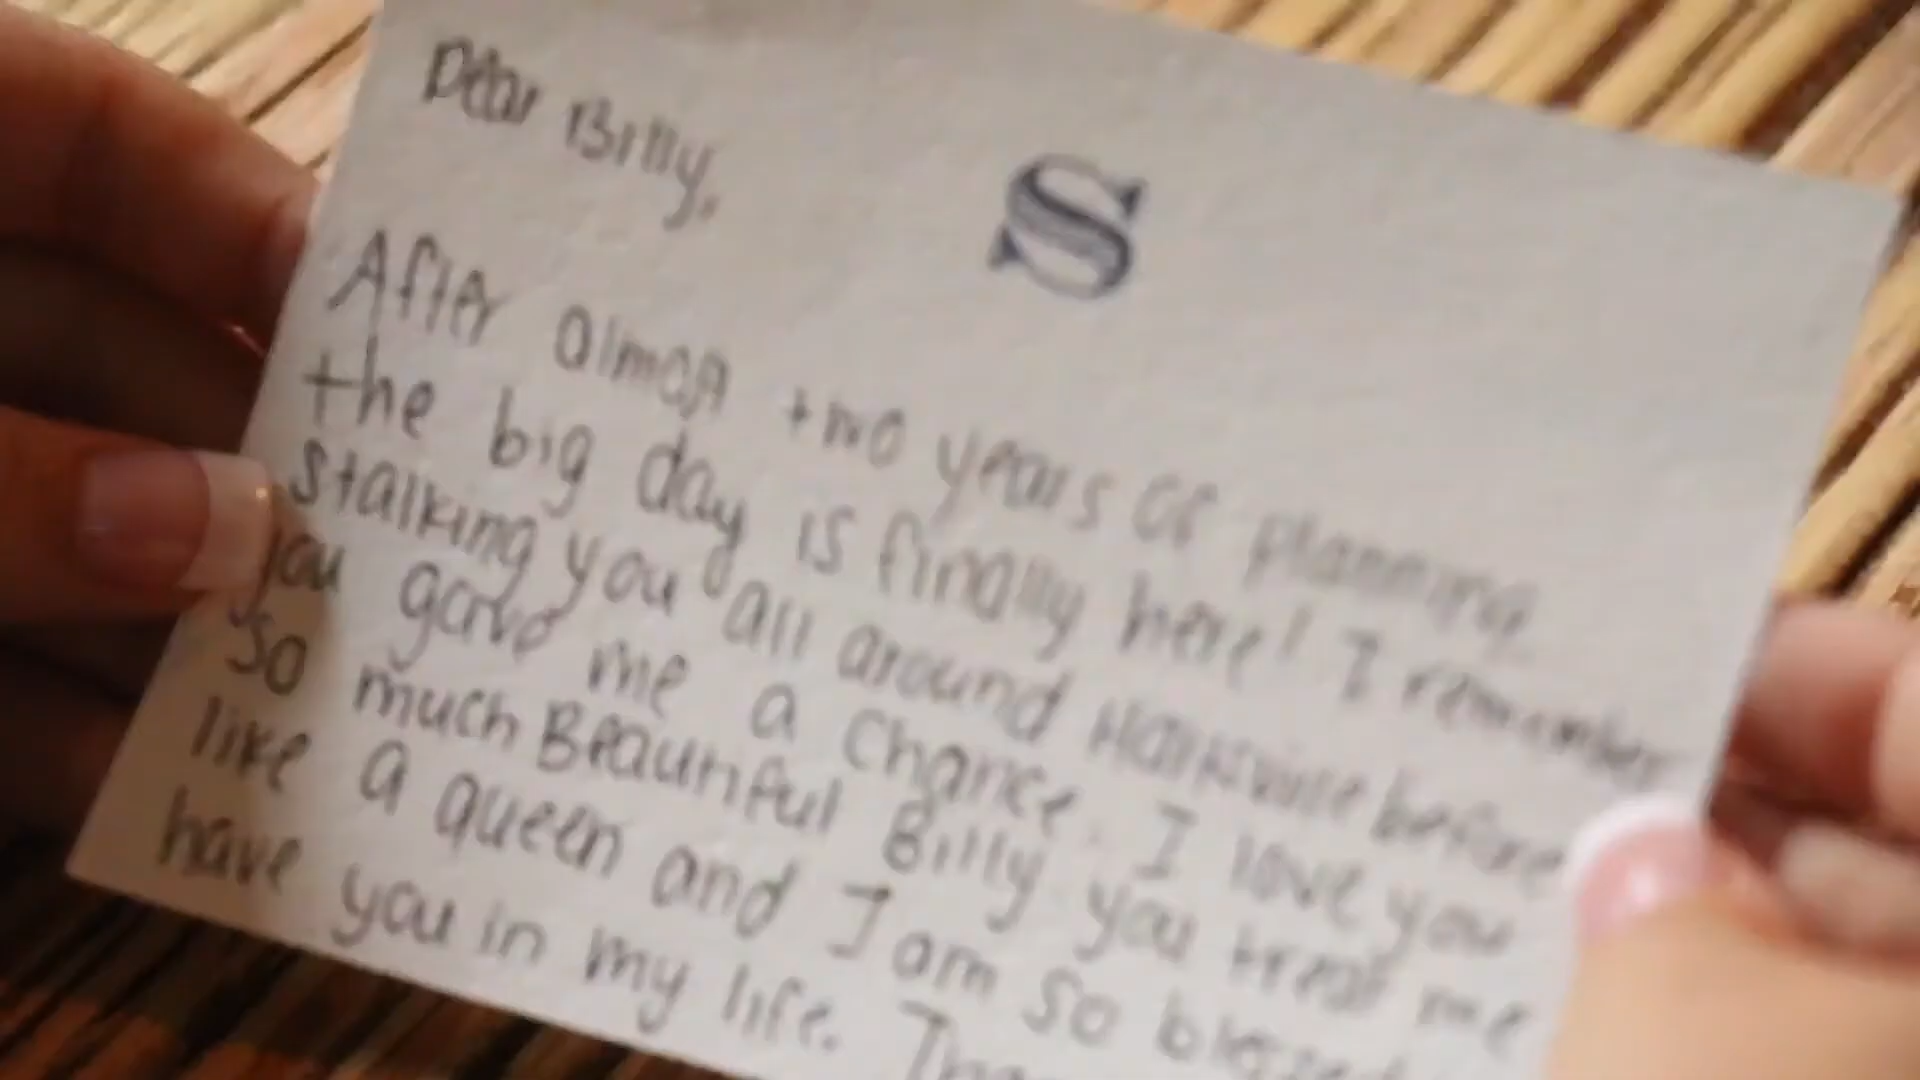 Dear Billy,
S
After almost two years of planning
the big day is finally here! I remember
stalking you all around before
you gave me a chance. I love you
so much Beautiful Billy you treat me
like a queen and I am so blessed
have you in my life.